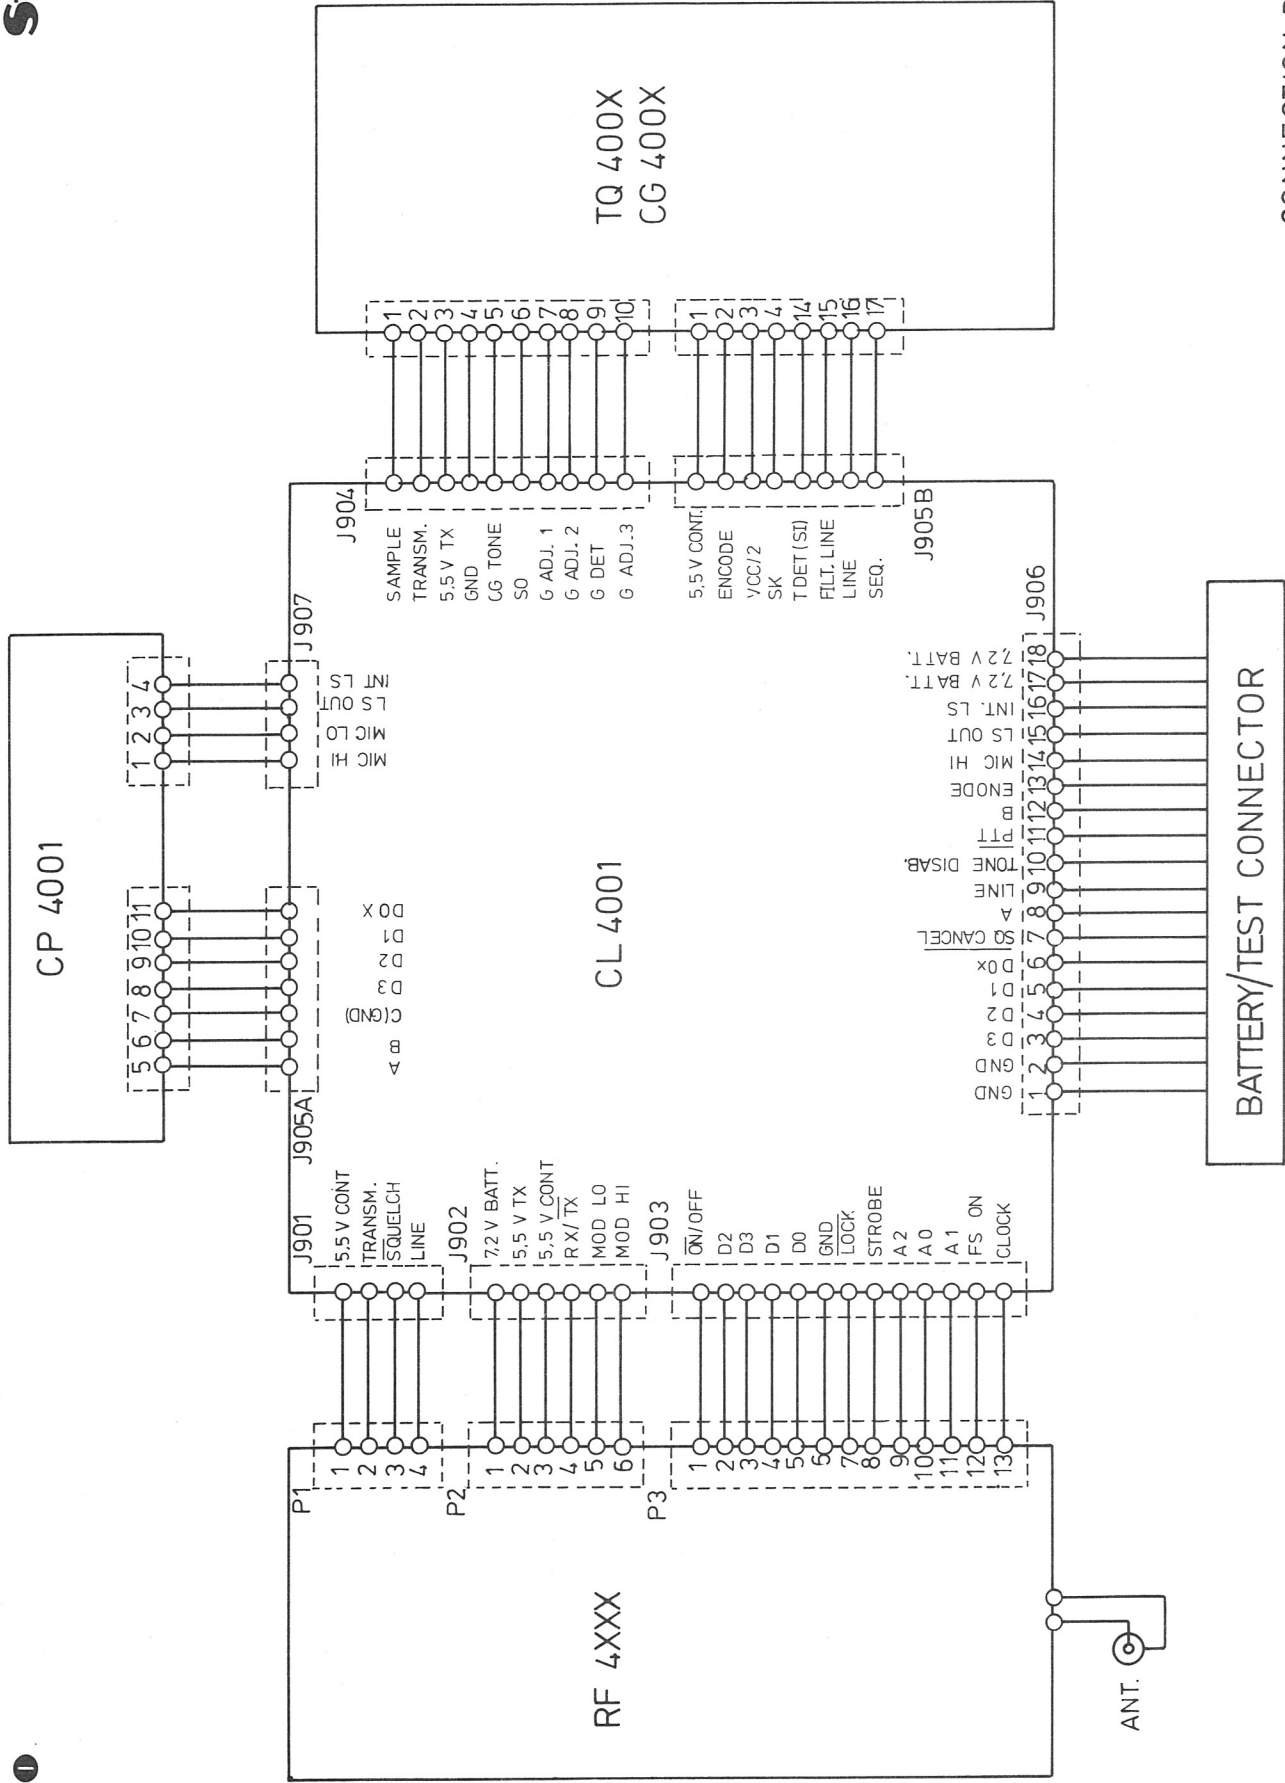 CP 4001
5 6 7 8 9 10 11
1 2 3 4
J905A
J907
A
B
C(GND)
D3
D2
D1
D0 X
MIC HI
MIC LO
LS OUT
INT LS
RF 4XXX
ANT.
P1
1
2
3
4
P2
1
2
3
4
5
6
P3
1
2
3
4
5
6
7
8
9
10
11
12
13
J901
5,5 V CONT
TRANSM.
SQUELCH
LINE
J902
7,2 V BATT.
5,5 V TX
5,5 V CONT
RX/TX
MOD LO
MOD HI
J903
ON/OFF
D2
D3
D1
D0
GND
LOCK
STROBE
A2
A0
A1
FS ON
CLOCK
CL 4001
J904
SAMPLE
TRANSM.
5,5 V TX
GND
CG TONE
SO
G ADJ. 1
G ADJ. 2
G DET
G ADJ.3
5,5 V CONT.
ENCODE
VCC/2
SK
TDET(SI)
FILT. LINE
LINE
SEQ.
J905B
1
2
3
4
5
6
7
8
9
10
1
2
3
4
14
15
16
17
TQ 400X
CG 400X
J906
GND
GND
D3
D2
D1
D0x
SQ CANCEL
A
LINE
TONE DISAB.
PTT
B
ENODE
MIC HI
LS OUT
INT. LS
7,2 V BATT.
7,2 V BATT.
1 2 3 4 5 6 7 8 9 10 11 12 13 14 15 16 17 18
BATTERY/TEST CONNECTOR